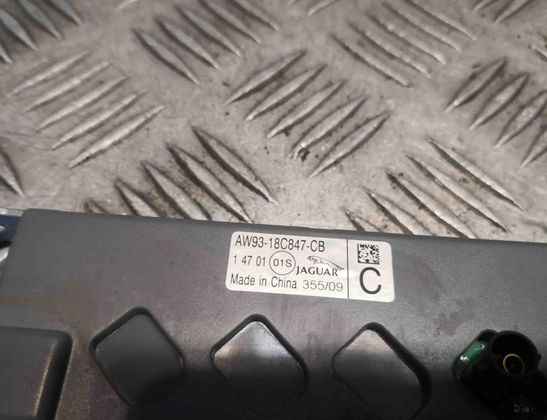 AW93-18C847-CB
1 47 01 01S JAGUAR
Made in China 355/09
C